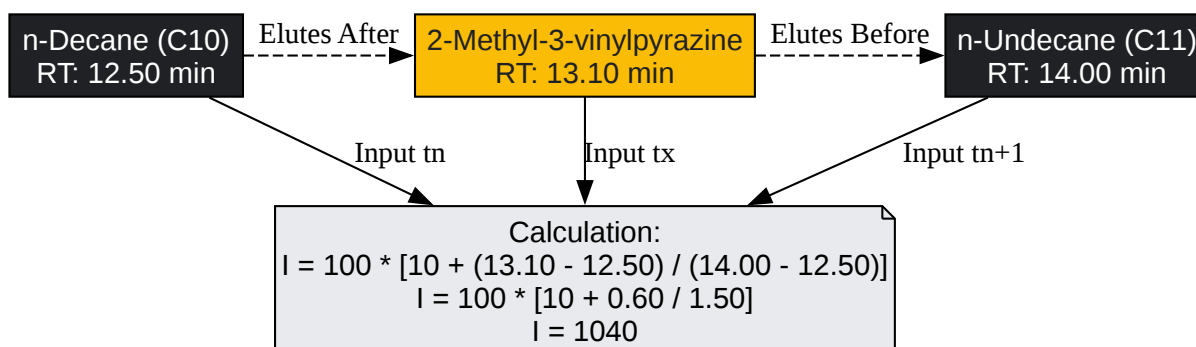 n-Decane (C10)
RT: 12.50 min
Elutes After
2-Methyl-3-vinylpyrazine
RT: 13.10 min
Elutes Before
n-Undecane (C11)
RT: 14.00 min
Input tn
Input tx
Input tn+1
Calculation:
I = 100 * [10 + (13.10 - 12.50) / (14.00 - 12.50)]
I = 100 * [10 + 0.60 / 1.50]
I = 1040